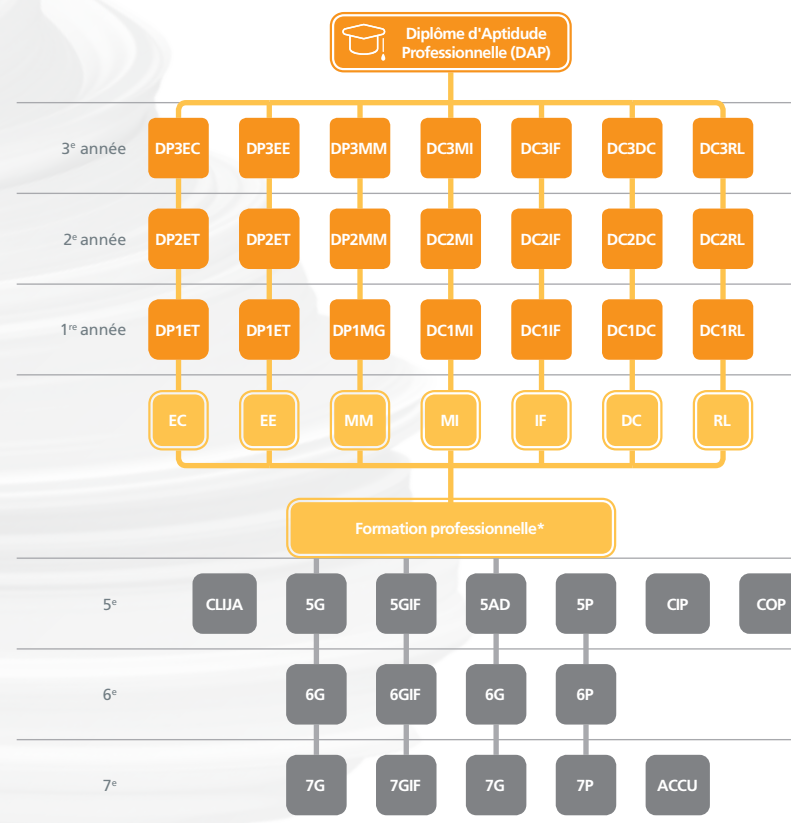 Diplôme d'Aptidude
Professionnelle (DAP)
3e année DP3EC DP3EE DP3MM DC3MI DC3IF DC3DC DC3RL
2e année DP2ET DP2ET DP2MM DC2MI DC2IF DC2DC DC2RL
1re année DP1ET DP1ET DP1MG DC1MI DC1IF DC1DC DC1RL
EC EE MM MI IF DC RL
Formation professionnelle*
5e CLIJA 5G 5GIF 5AD 5P CIP COP
6e 6G 6GIF 6G 6P
7e 7G 7GIF 7G 7P ACCU